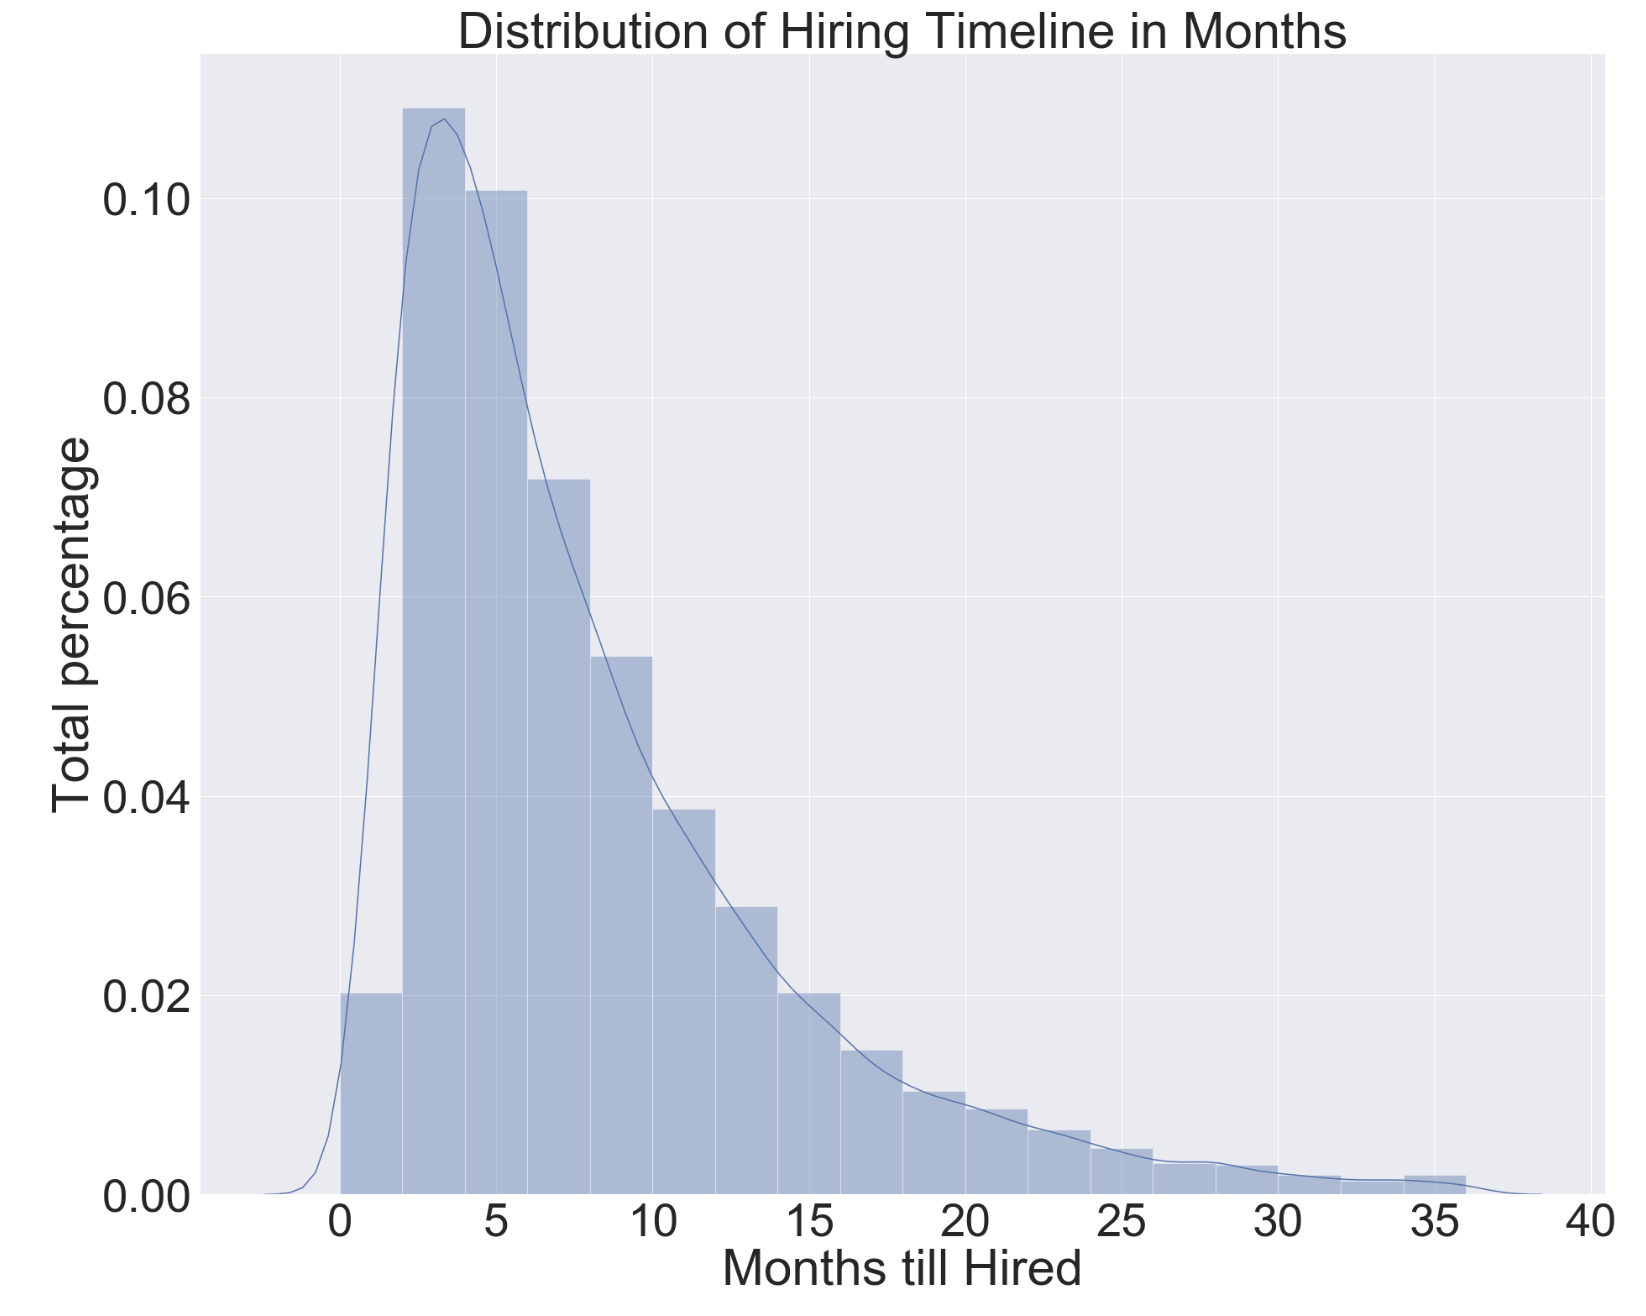 Distribution of Hiring Timeline in Months
0.10
0.08
0.06
0.04
0.02
0.00
Total percentage
0 5 10 15 20 25 30 35 40
Months till Hired